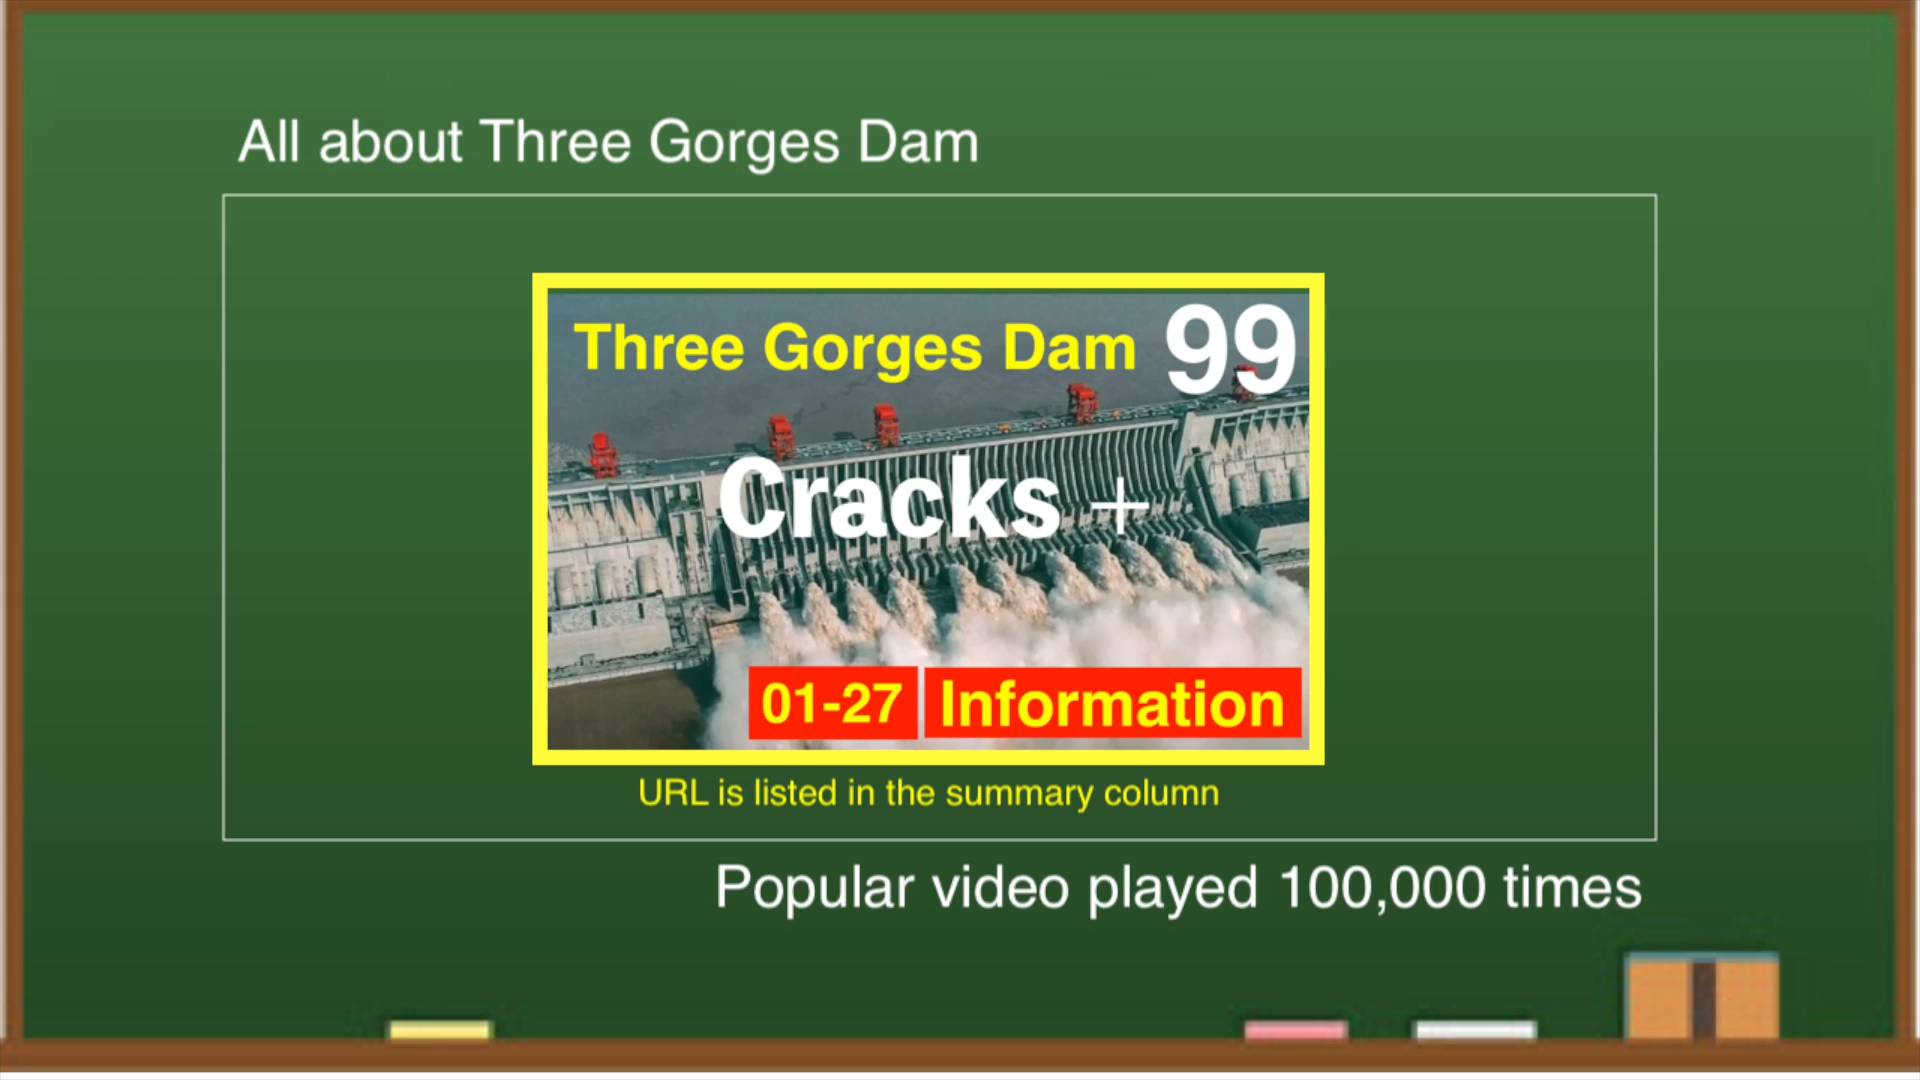 All about Three Gorges Dam
Three Gorges Dam 99
Cracks +
01-27 Information
URL is listed in the summary column
Popular video played 100,000 times